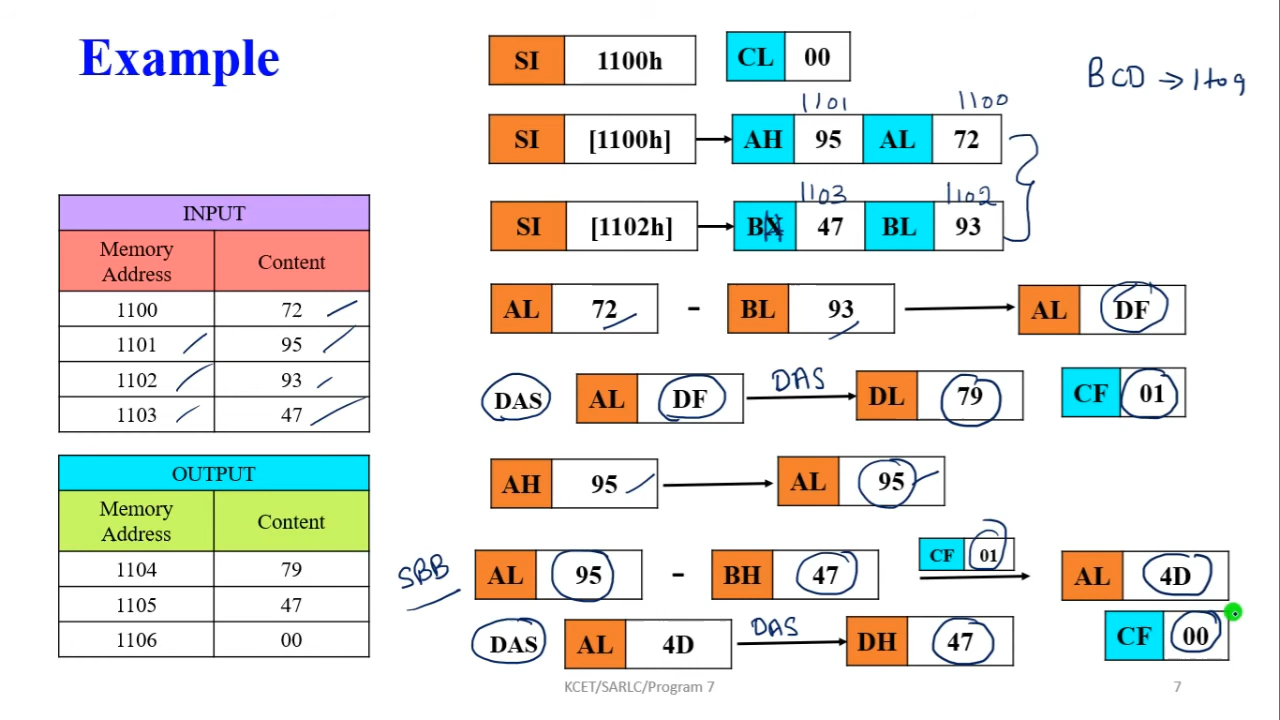 Example
SI 1100h CL 00
BCD → 1 to 9
1101 1100
SI [1100h] AH 95 AL 72
1103 1102
SI [1102h] BH 47 BL 93
INPUT
Memory Address Content
1100 72
1101 95
1102 93
1103 47
AL 72 - BL 93 AL DF
DAS
DAS AL DF DL 79 CF 01
OUTPUT
Memory Address Content
1104 79
1105 47
1106 00
AH 95 AL 95
SBB AL 95 - BH 47 CF 01 AL 4D
DAS
DAS AL 4D DH 47 CF 00
KCET/SARLC/Program 7 7